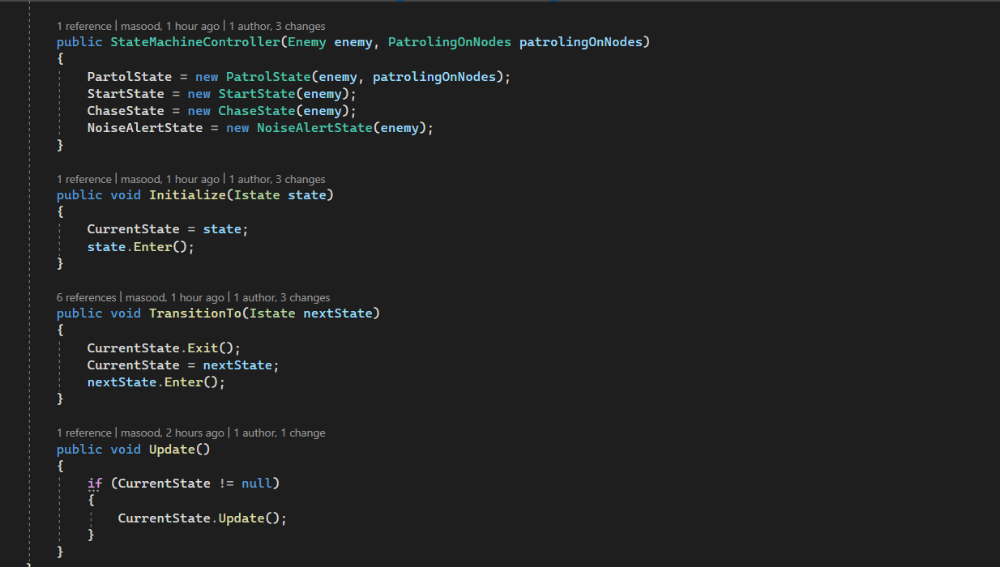 1 reference | masood, 1 hour ago | 1 author, 3 changes
public StateMachineController(Enemy enemy, PatrolingOnNodes patrolingOnNodes)
{
PartolState = new PatrolState(enemy, patrolingOnNodes);
StartState = new StartState(enemy);
ChaseState = new ChaseState(enemy);
NoiseAlertState = new NoiseAlertState(enemy);
}
1 reference | masood, 1 hour ago | 1 author, 3 changes
public void Initialize(Istate state)
{
CurrentState = state;
state.Enter();
}
6 references | masood, 1 hour ago | 1 author, 3 changes
public void TransitionTo(Istate nextState)
{
CurrentState.Exit();
CurrentState = nextState;
nextState.Enter();
}
1 reference | masood, 2 hours ago | 1 author, 1 change
public void Update()
{
if (CurrentState != null)
{
CurrentState.Update();
}
}